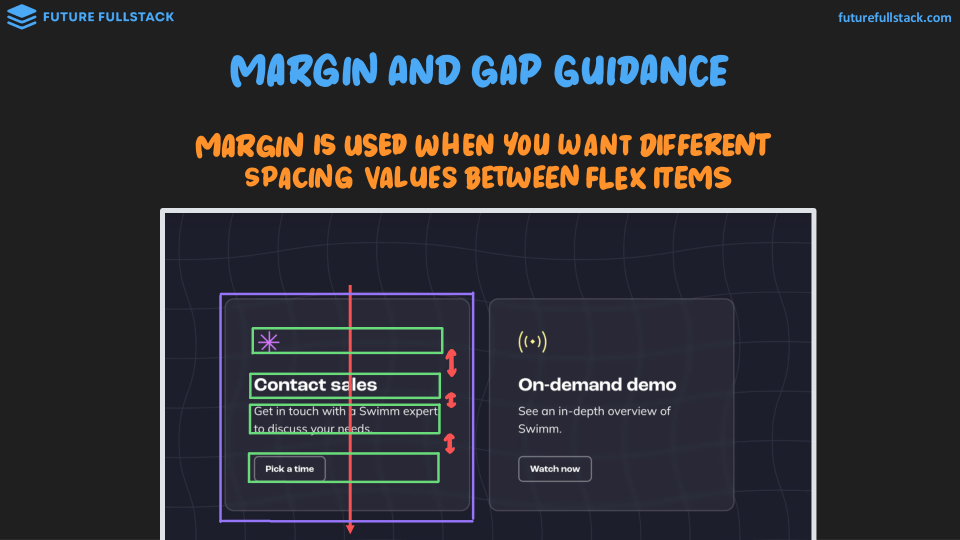 FUTURE FULLSTACK
futurefullstack.com
MARGIN AND GAP GUIDANCE
MARGIN IS USED WHEN YOU WANT DIFFERENT
SPACING VALUES BETWEEN FLEX ITEMS
Contact sales
Get in touch with a Swimm expert
to discuss your needs.
Pick a time
On-demand demo
See an in-depth overview of
Swimm.
Watch now